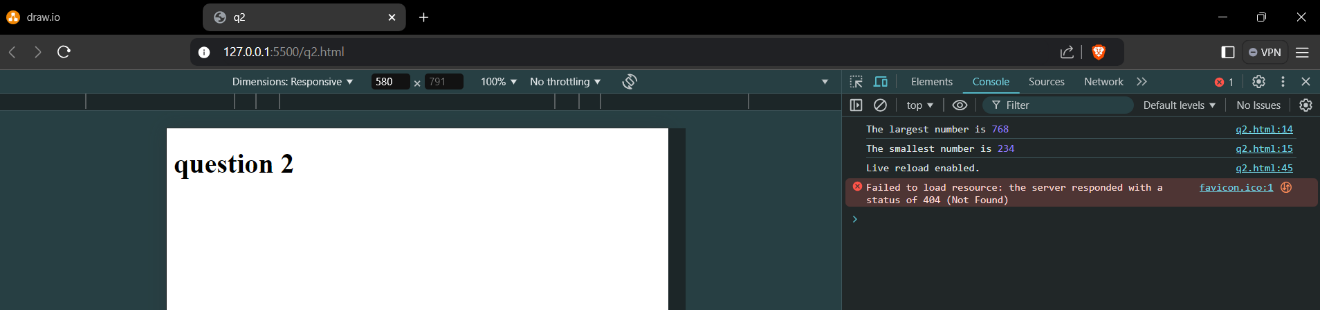 draw.io
q2
127.0.0.1:5500/q2.html
VPN
Dimensions: Responsive ▼ 580 × 791 100% ▼ No throttling ▼
Elements Console Sources Network 1
top ▼ Filter Default levels ▼ No Issues
The largest number is 768 q2.html:14
The smallest number is 234 q2.html:15
Live reload enabled. q2.html:45
Failed to load resource: the server responded with a favicon.ico:1
status of 404 (Not Found)
question 2